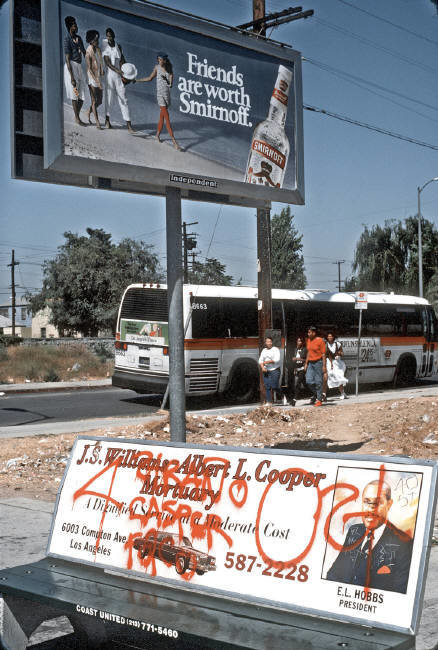 Friends
are worth
Smirnoff.
SMIRNOFF
independent
8663
J.S. Williams Albert L. Cooper
Mortuary
A Dignified Service at a Moderate Cost
6003 Compton Ave
Los Angeles
587-2228
E.L. HOBBS
PRESIDENT
COAST UNITED (213) 771-5460